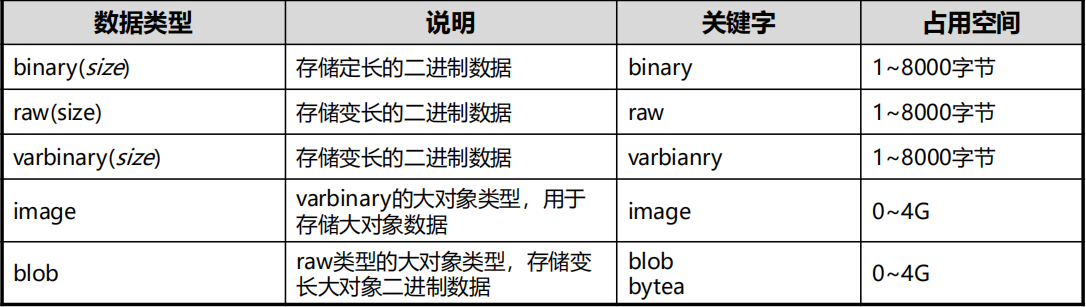 数据类型 说明 关键字 占用空间
binary(size) 存储定长的二进制数据 binary 1~8000字节
raw(size) 存储变长的二进制数据 raw 1~8000字节
varbinary(size) 存储变长的二进制数据 varbianry 1~8000字节
image varbinary的大对象类型，用于 image 0~4G
存储大对象数据
blob raw类型的大对象类型，存储变 blob 0~4G
长大对象二进制数据 bytea